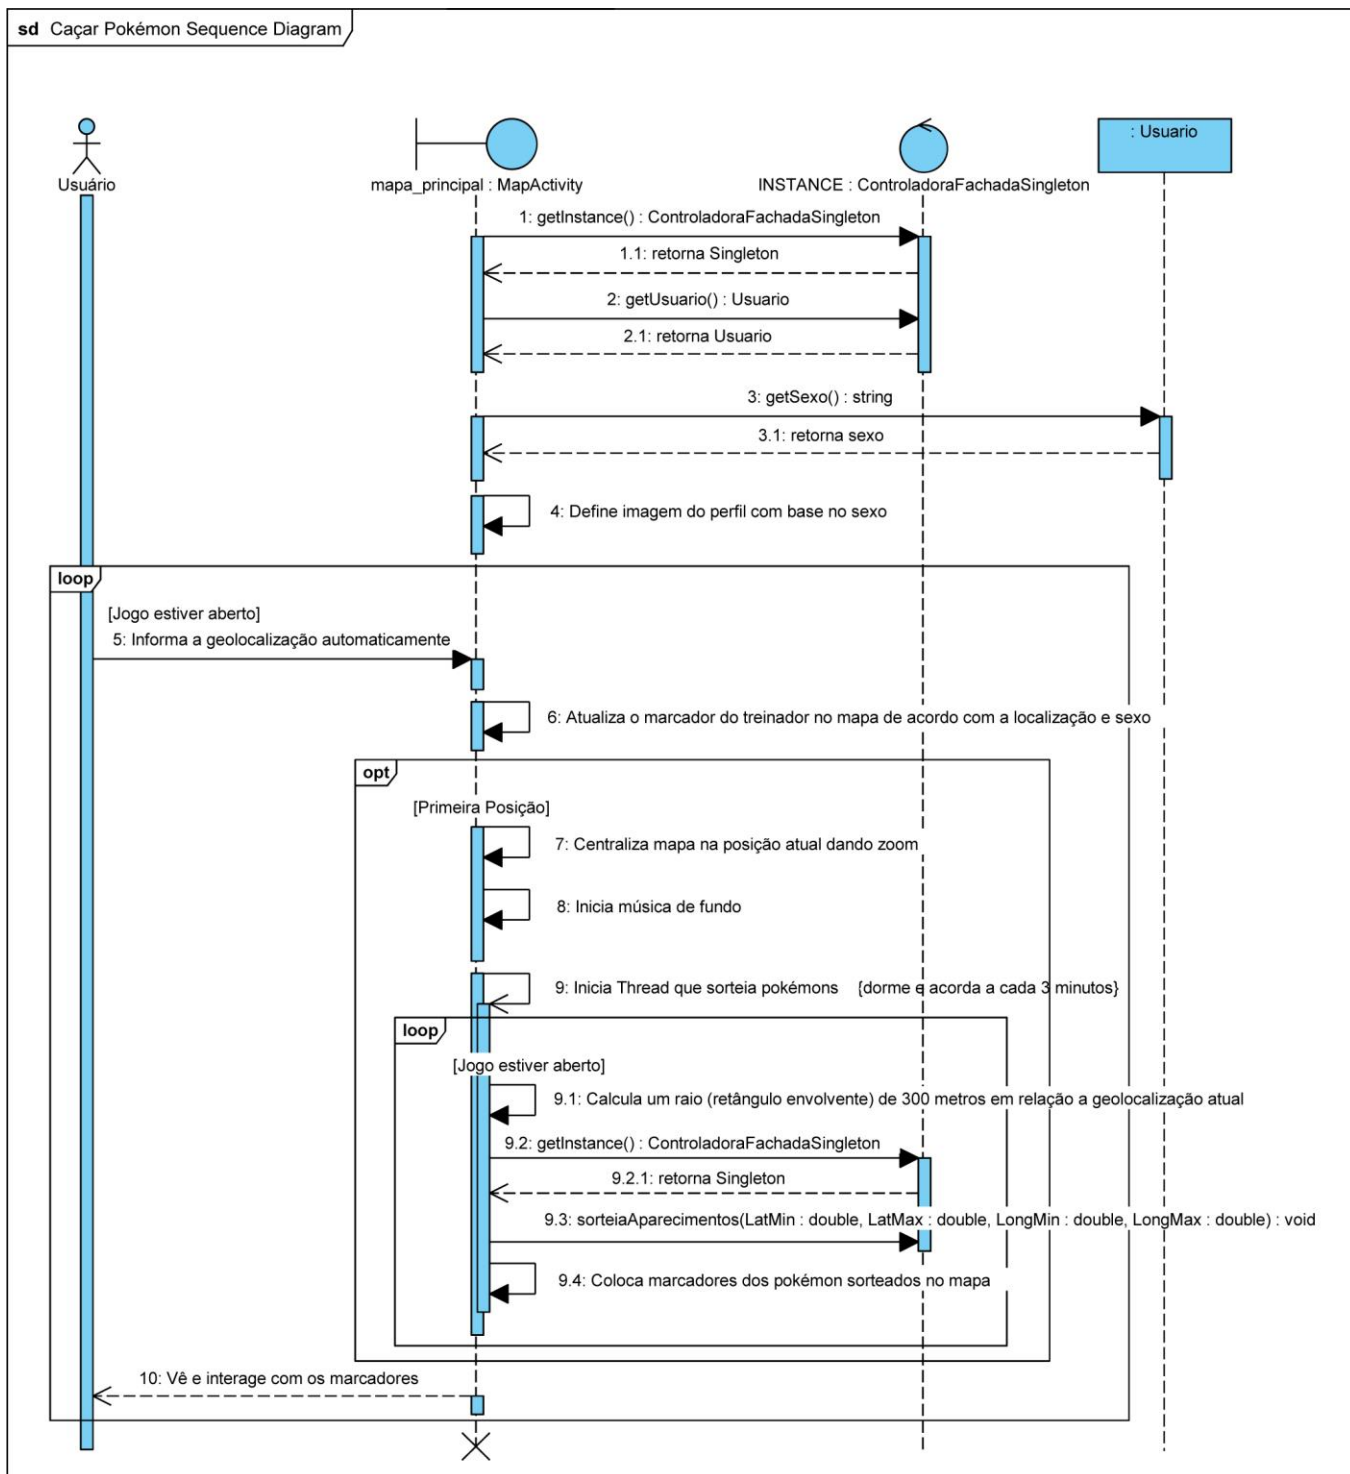 sd Caçar Pokémon Sequence Diagram
Usuário
mapa_principal : MapActivity
INSTANCE : ControladoraFachadaSingleton
: Usuario
1: getInstance() : ControladoraFachadaSingleton
1.1: retorna Singleton
2: getUsuario() : Usuario
2.1: retorna Usuario
3: getSexo() : string
3.1: retorna sexo
4: Define imagem do perfil com base no sexo
loop
[Jogo estiver aberto]
5: Informa a geolocalização automaticamente
6: Atualiza o marcador do treinador no mapa de acordo com a localização e sexo
opt
[Primeira Posição]
7: Centraliza mapa na posição atual dando zoom
8: Inicia música de fundo
9: Inicia Thread que sorteia pokémons {dorme e acorda a cada 3 minutos}
loop
[Jogo estiver aberto]
9.1: Calcula um raio (retângulo envolvente) de 300 metros em relação a geolocalização atual
9.2: getInstance() : ControladoraFachadaSingleton
9.2.1: retorna Singleton
9.3: sorteiaAparecimentos(LatMin : double, LatMax : double, LongMin : double, LongMax : double) : void
9.4: Coloca marcadores dos pokémon sorteados no mapa
10: Vê e interage com os marcadores